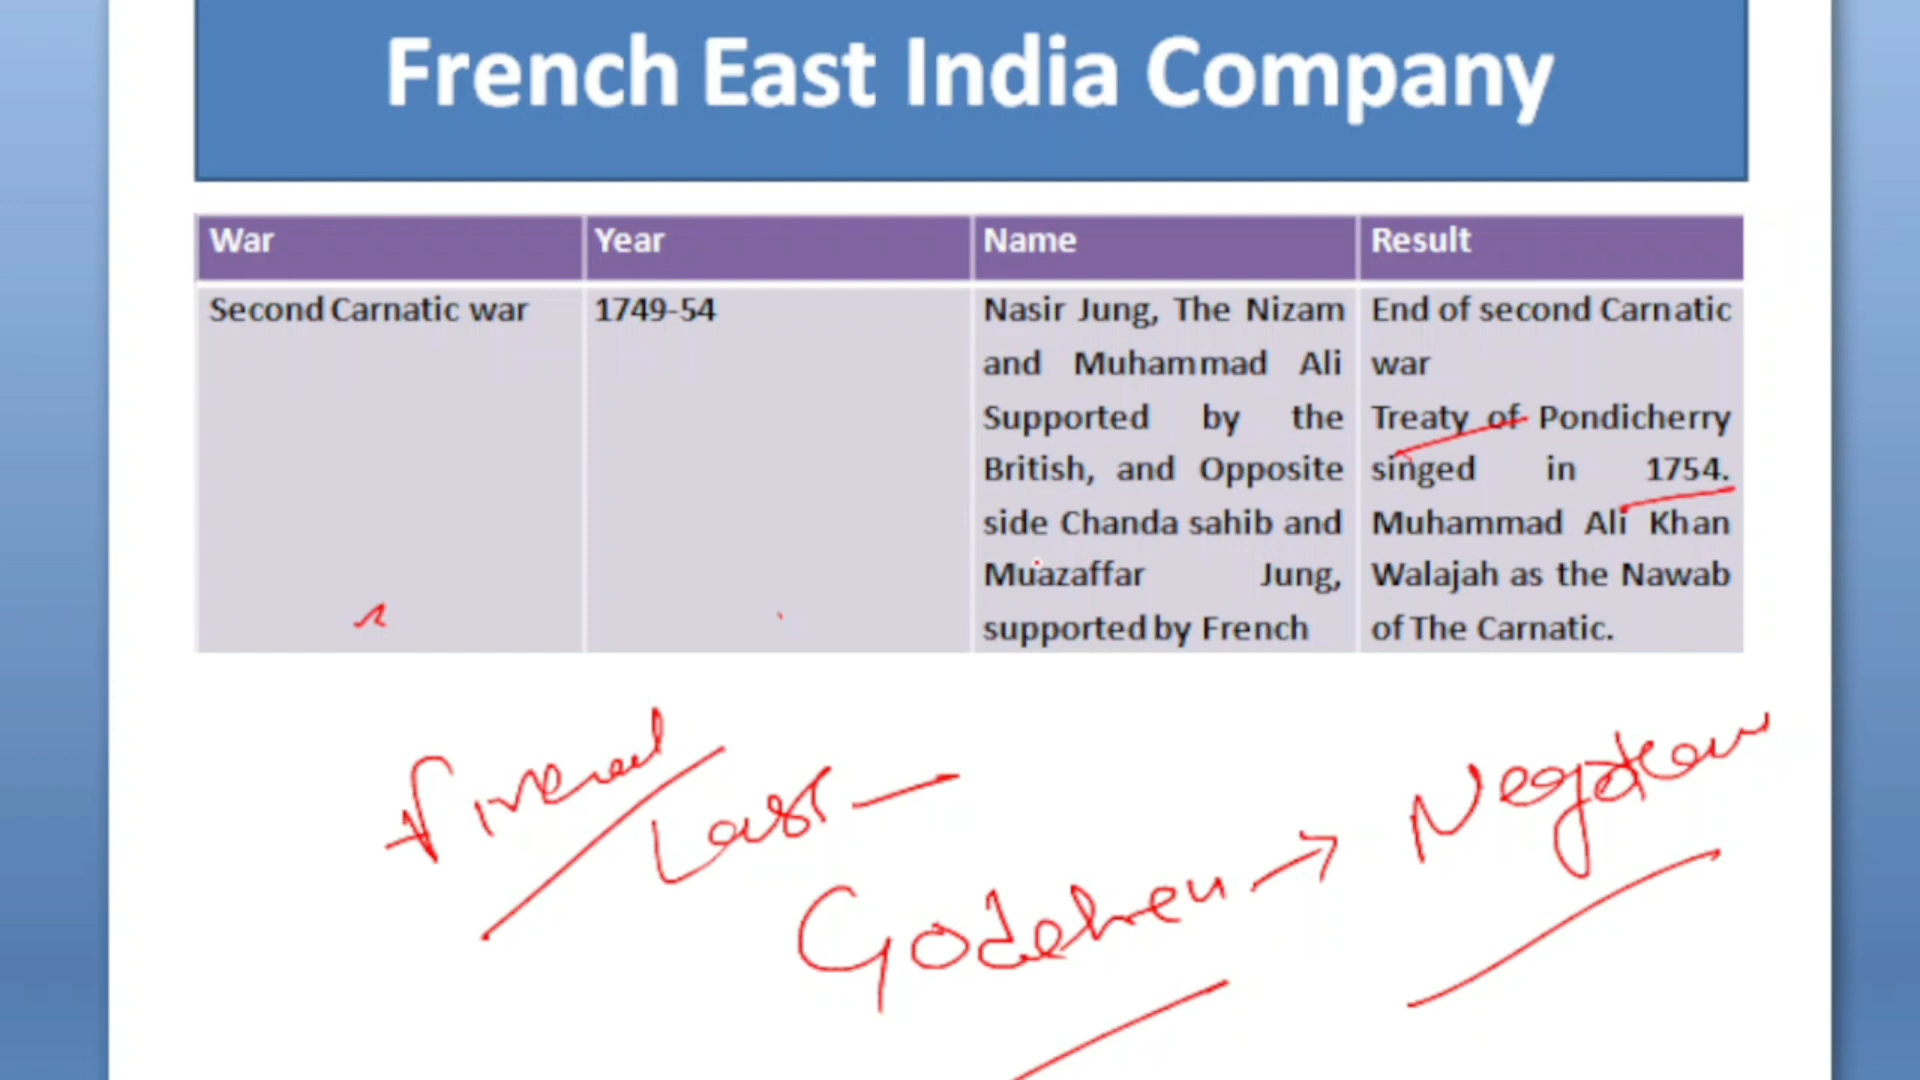 French East India Company
War Year Name Result
Second Carnatic war 1749-54 Nasir Jung, The Nizam End of second Carnatic
and Muhammad Ali war
Supported by the Treaty of Pondicherry
British, and Opposite singed in 1754.
side Chanda sahib and Muhammad Ali Khan
Muazaffar Jung, Walajah as the Nawab
supported by French of The Carnatic.
Last
Godeheu